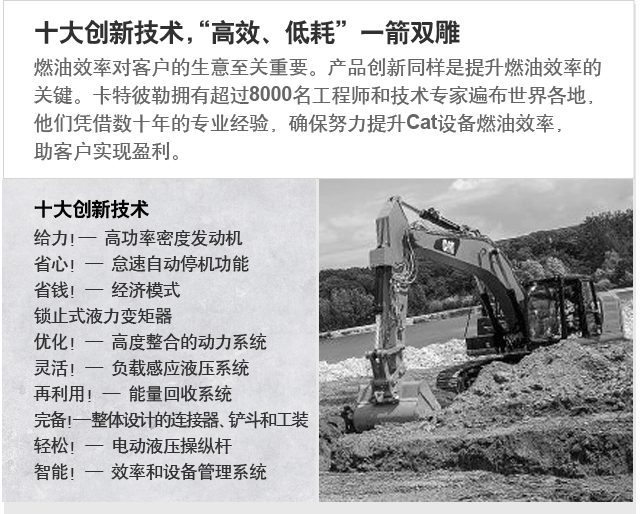 十大创新技术，“高效、低耗”一箭双雕
燃油效率对客户的生意至关重要。产品创新同样是提升燃油效率的
关键。卡特彼勒拥有超过8000名工程师和技术专家遍布世界各地，
他们凭借数十年的专业经验，确保努力提升Cat设备燃油效率，
助客户实现盈利。
十大创新技术
给力！— 高功率密度发动机
省心！— 怠速自动停机功能
省钱！— 经济模式
锁止式液力变矩器
优化！— 高度整合的动力系统
灵活！— 负载感应液压系统
再利用！— 能量回收系统
完备！—整体设计的连接器、铲斗和工装
轻松！— 电动液压操纵杆
智能！— 效率和设备管理系统
CAT